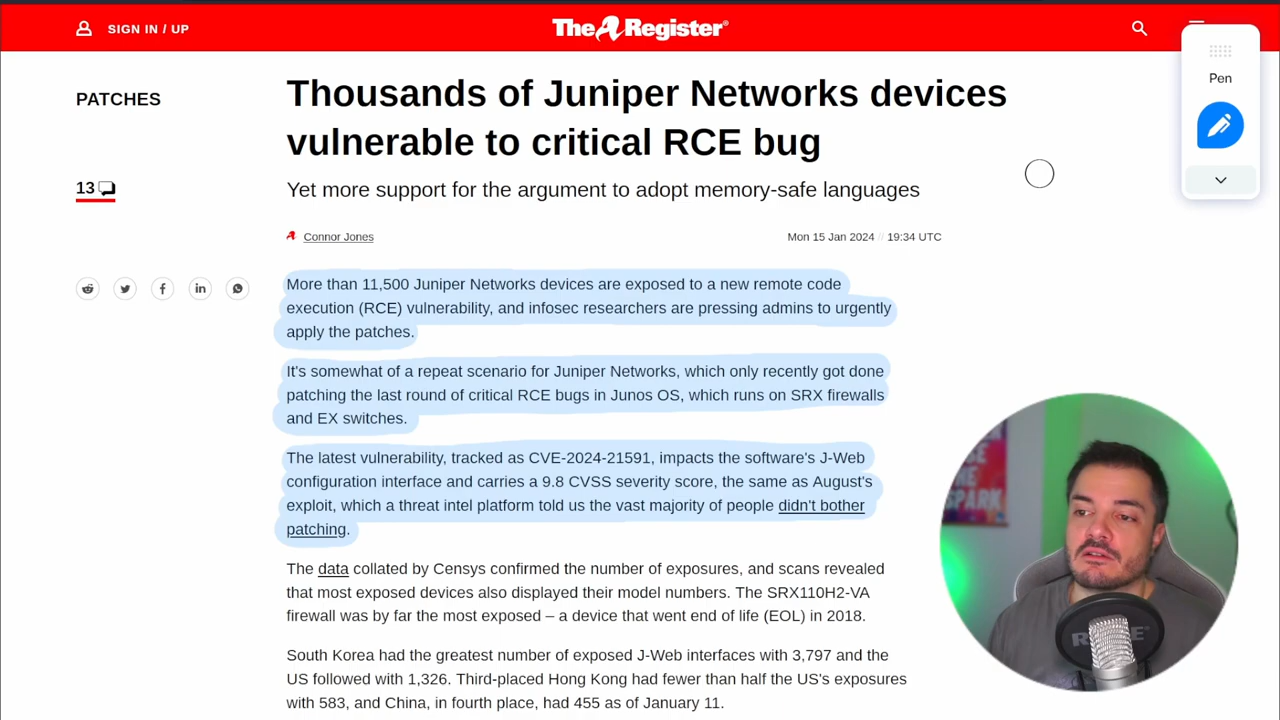 SIGN IN / UP
The Register®
Pen
PATCHES
Thousands of Juniper Networks devices
vulnerable to critical RCE bug
13
Yet more support for the argument to adopt memory-safe languages
Connor Jones
Mon 15 Jan 2024 // 19:34 UTC
More than 11,500 Juniper Networks devices are exposed to a new remote code
execution (RCE) vulnerability, and infosec researchers are pressing admins to urgently
apply the patches.
It's somewhat of a repeat scenario for Juniper Networks, which only recently got done
patching the last round of critical RCE bugs in Junos OS, which runs on SRX firewalls
and EX switches.
The latest vulnerability, tracked as CVE-2024-21591, impacts the software's J-Web
configuration interface and carries a 9.8 CVSS severity score, the same as August's
exploit, which a threat intel platform told us the vast majority of people didn't bother
patching.
The data collated by Censys confirmed the number of exposures, and scans revealed
that most exposed devices also displayed their model numbers. The SRX110H2-VA
firewall was by far the most exposed – a device that went end of life (EOL) in 2018.
South Korea had the greatest number of exposed J-Web interfaces with 3,797 and the
US followed with 1,326. Third-placed Hong Kong had fewer than half the US's exposures
with 583, and China, in fourth place, had 455 as of January 11.
SPARK